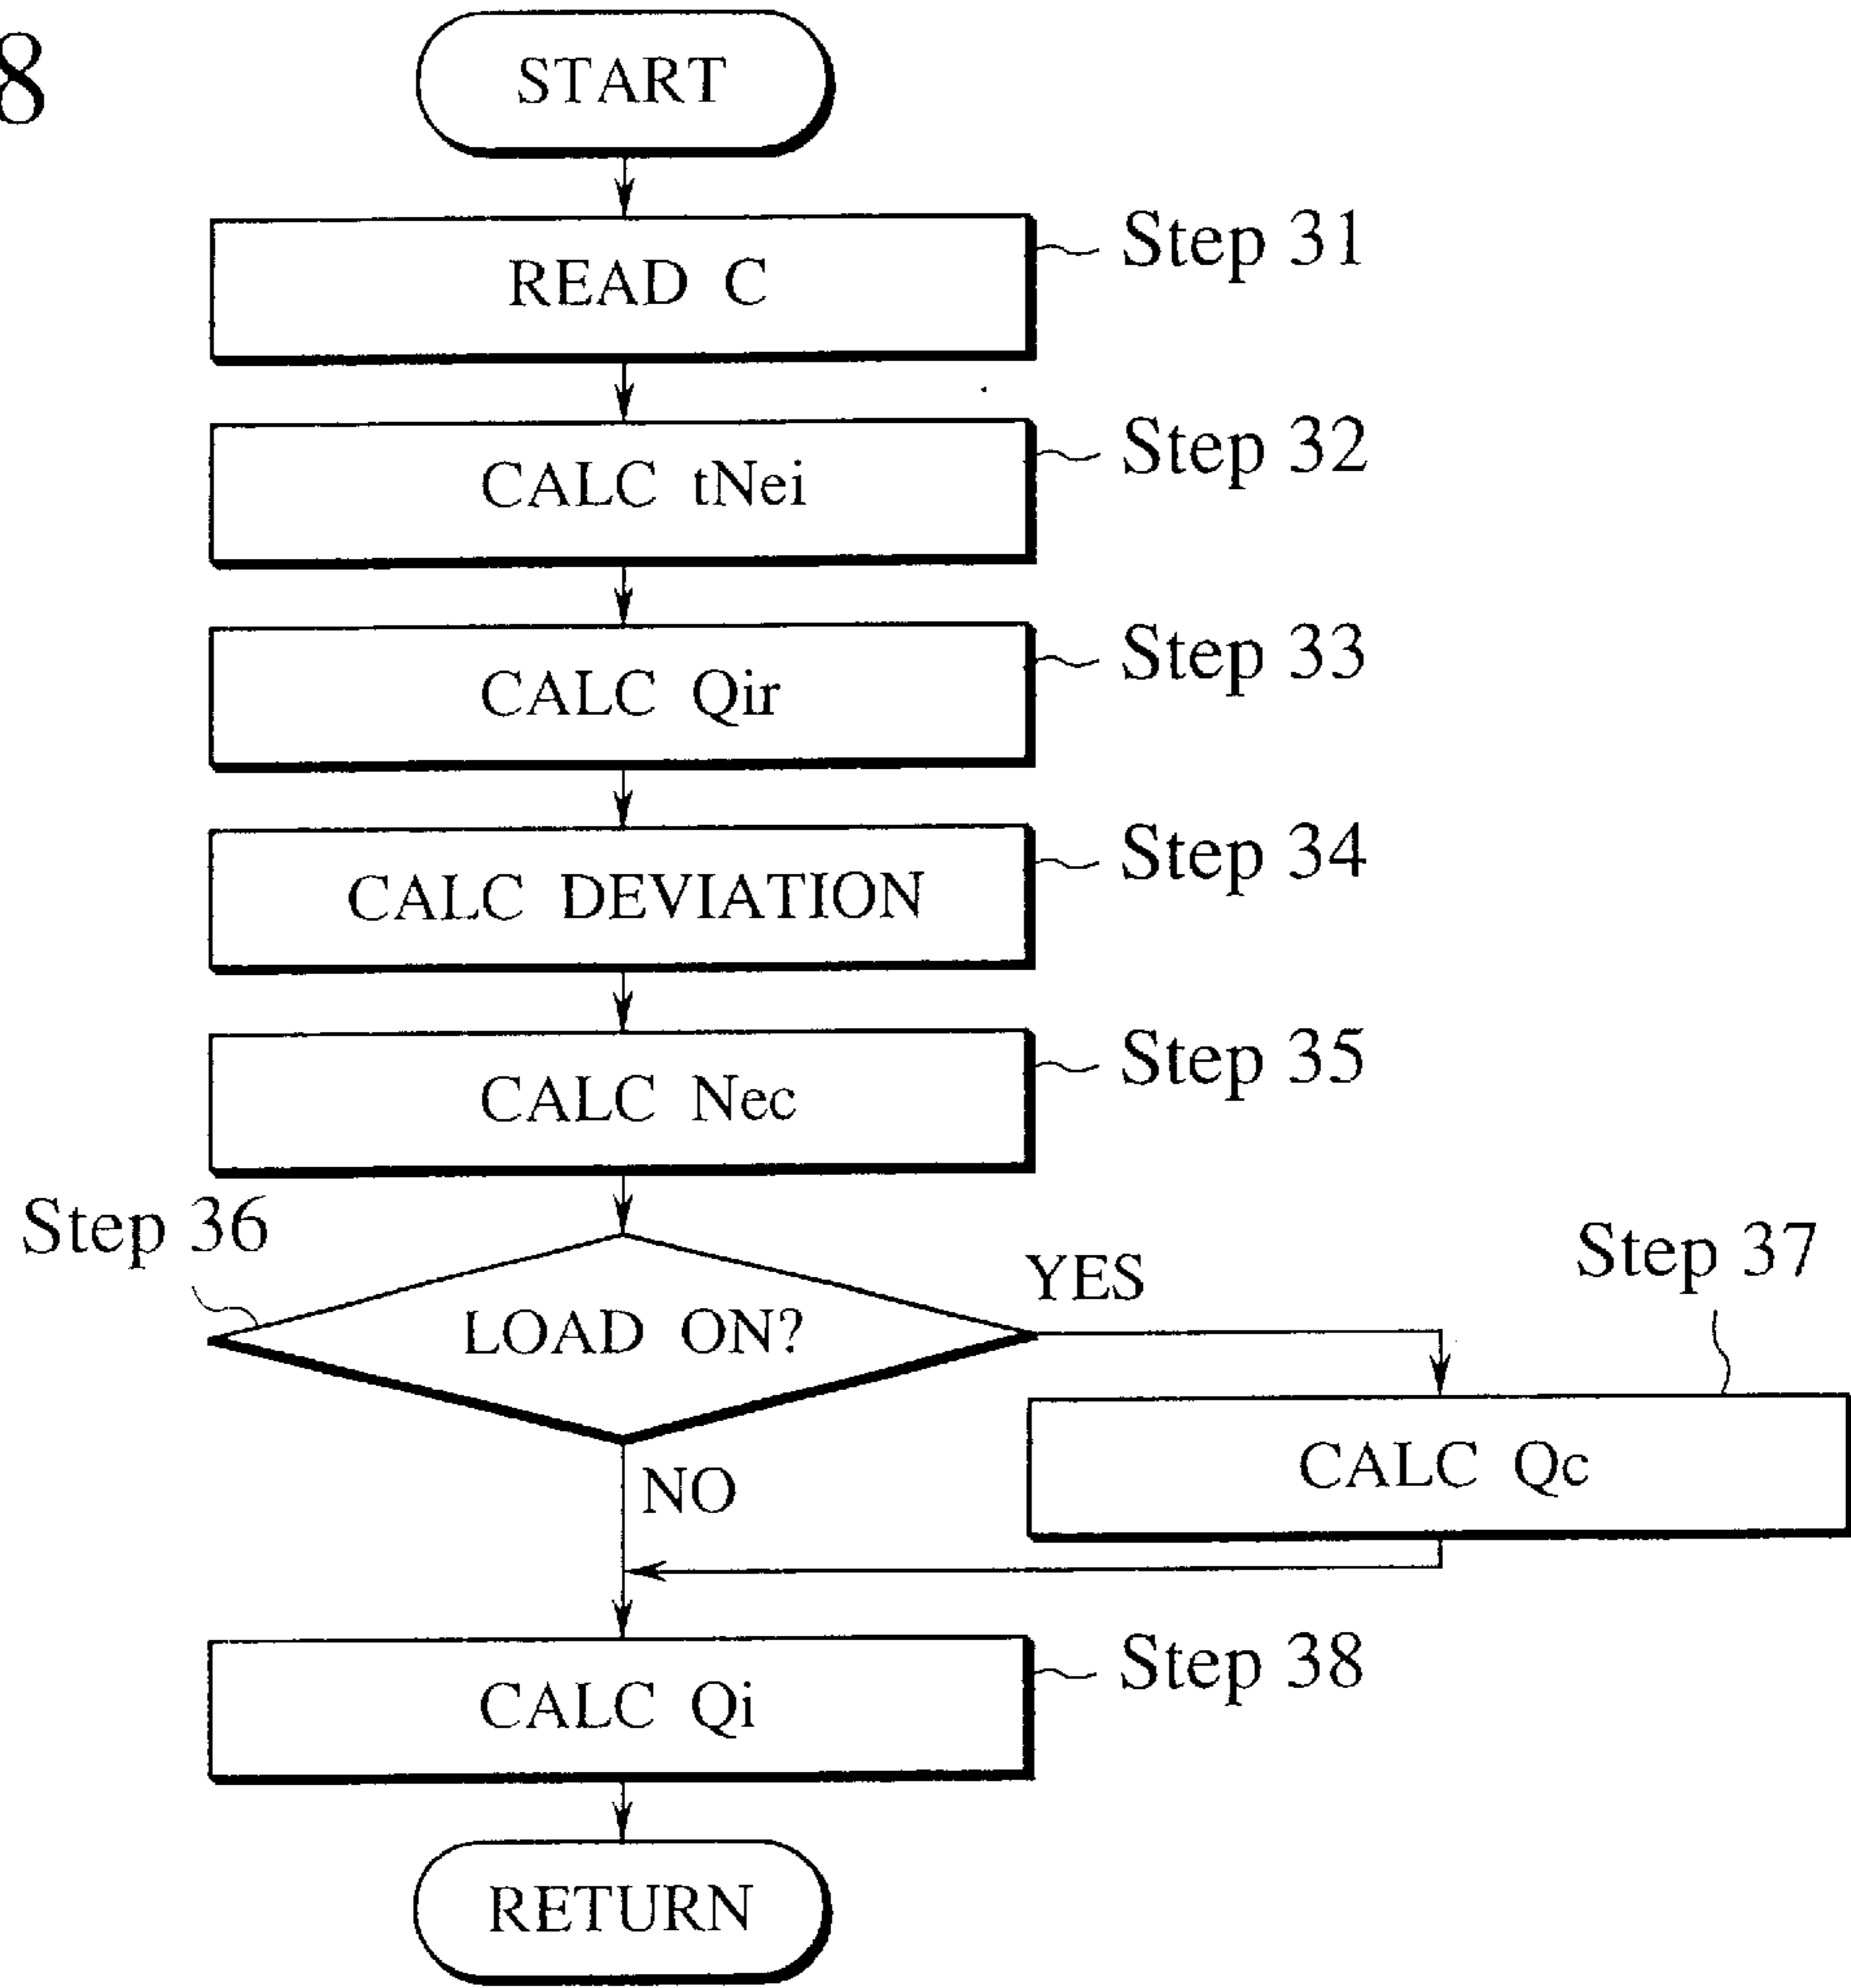 8
START
READ C
Step 31
CALC tNei
Step 32
CALC Qir
Step 33
CALC DEVIATION
Step 34
CALC Nec
Step 35
Step 36
LOAD ON?
YES
Step 37
CALC Qc
NO
CALC Qi
Step 38
RETURN